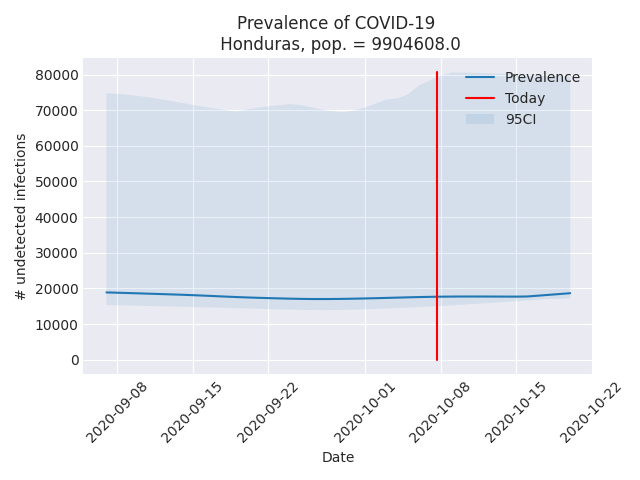 Prevalence of COVID-19
Honduras, pop. = 9904608.0
Prevalence
Today
95CI
# undetected infections
80000
70000
60000
50000
40000
30000
20000
10000
0
2020-09-08
2020-09-15
2020-09-22
2020-10-01
2020-10-08
2020-10-15
2020-10-22
Date